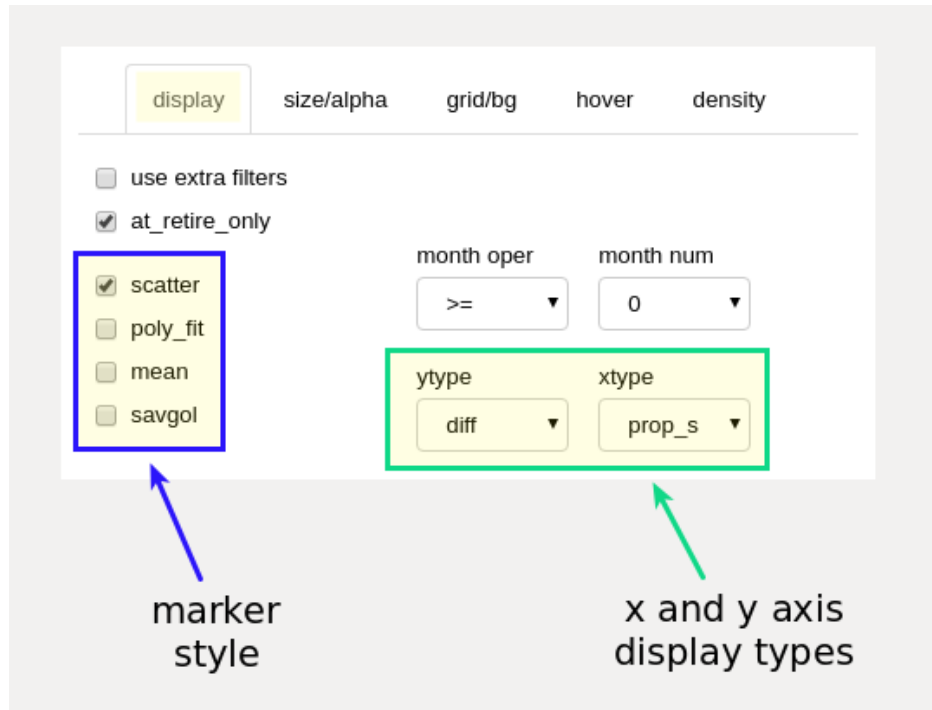 display size/alpha grid/bg hover density
use extra filters
at_retire_only
month oper month num
scatter
>= 0
poly_fit
mean
ytype xtype
savgol
diff prop_s
marker
style
x and y axis
display types